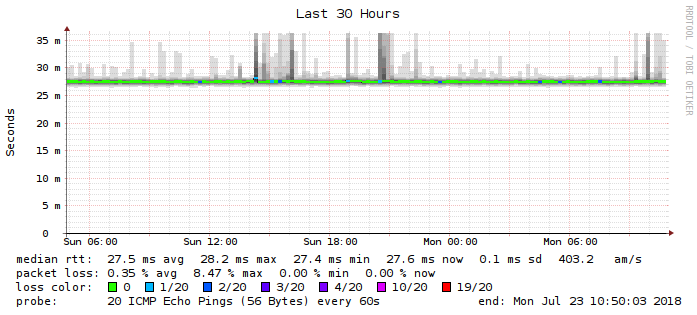 Last 30 Hours
RRDTOOL / TOBI OETIKER
Seconds
35 m
30 m
25 m
20 m
15 m
10 m
5 m
0
Sun 06:00 Sun 12:00 Sun 18:00 Mon 00:00 Mon 06:00
median rtt: 27.5 ms avg 28.2 ms max 27.4 ms min 27.6 ms now 0.1 ms sd 403.2 am/s
packet loss: 0.35 % avg 8.47 % max 0.00 % min 0.00 % now
loss color: 0 1/20 2/20 3/20 4/20 10/20 19/20
probe: 20 ICMP Echo Pings (56 Bytes) every 60s end: Mon Jul 23 10:50:03 2018